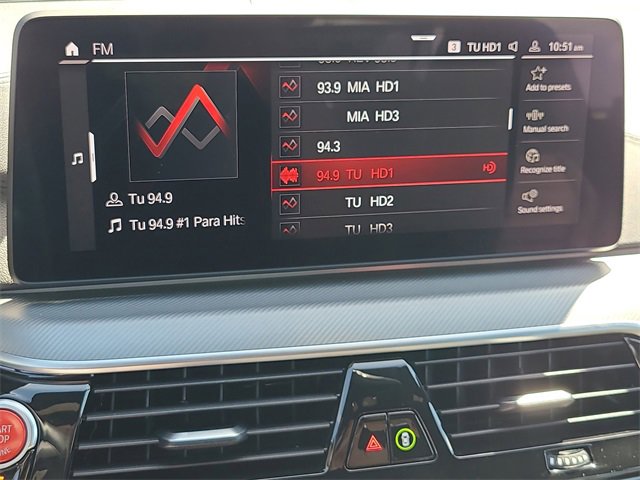 FM
3 TU HD1 10:51 am
93.9 MIA HD1
MIA HD3
94.3
94.9 TU HD1
TU HD2
TU HD3
Tu 94.9
Tu 94.9 #1 Para Hits
Add to presets
Manual search
Recognize title
Sound settings
STOP